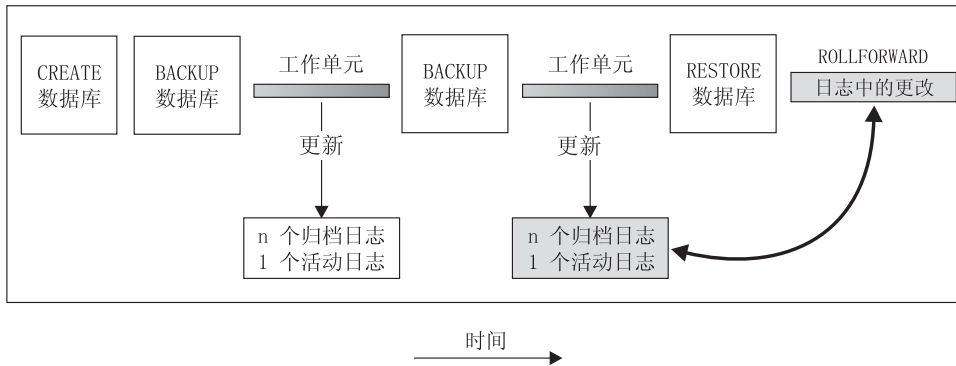 CREATE
数据库
BACKUP
数据库
工作单元
BACKUP
数据库
工作单元
RESTORE
数据库
ROLLFORWARD
日志中的更改
更新
更新
n 个归档日志
1 个活动日志
n 个归档日志
1 个活动日志
时间